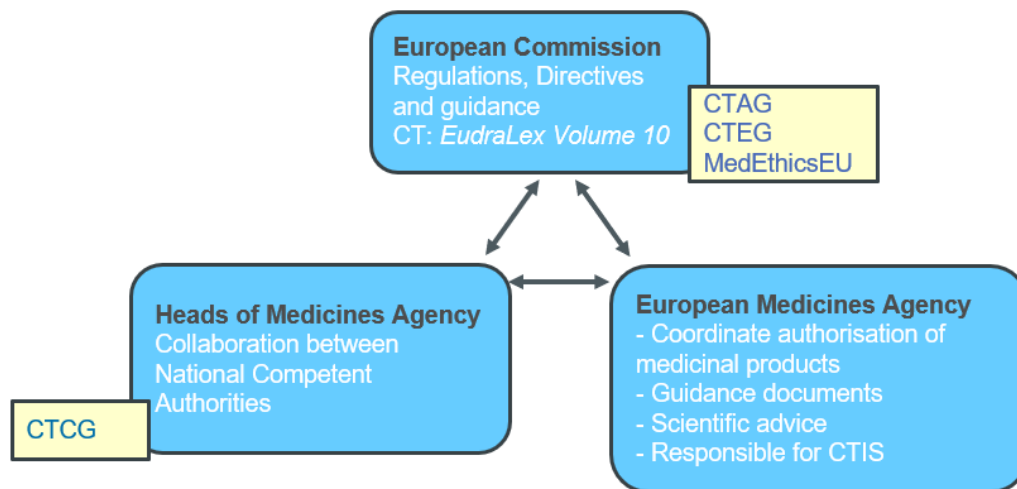 European Commission
Regulations, Directives
and guidance
CT: EudraLex Volume 10
CTAG
CTEG
MedEthicsEU
Heads of Medicines Agency
Collaboration between
National Competent
Authorities
CTCG
European Medicines Agency
- Coordinate authorisation of
medicinal products
- Guidance documents
- Scientific advice
- Responsible for CTIS